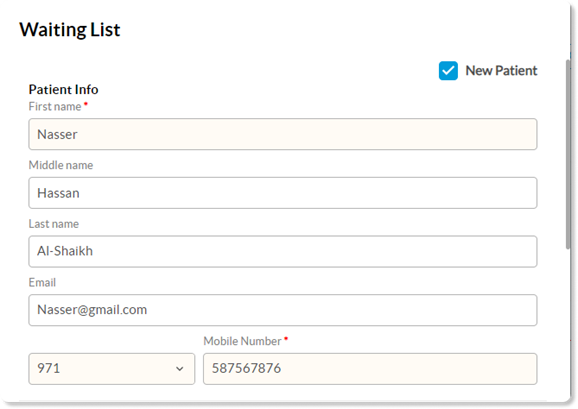 Waiting List
New Patient
Patient Info
First name *
Nasser
Middle name
Hassan
Last name
Al-Shaikh
Email
Nasser@gmail.com
Mobile Number *
971 587567876